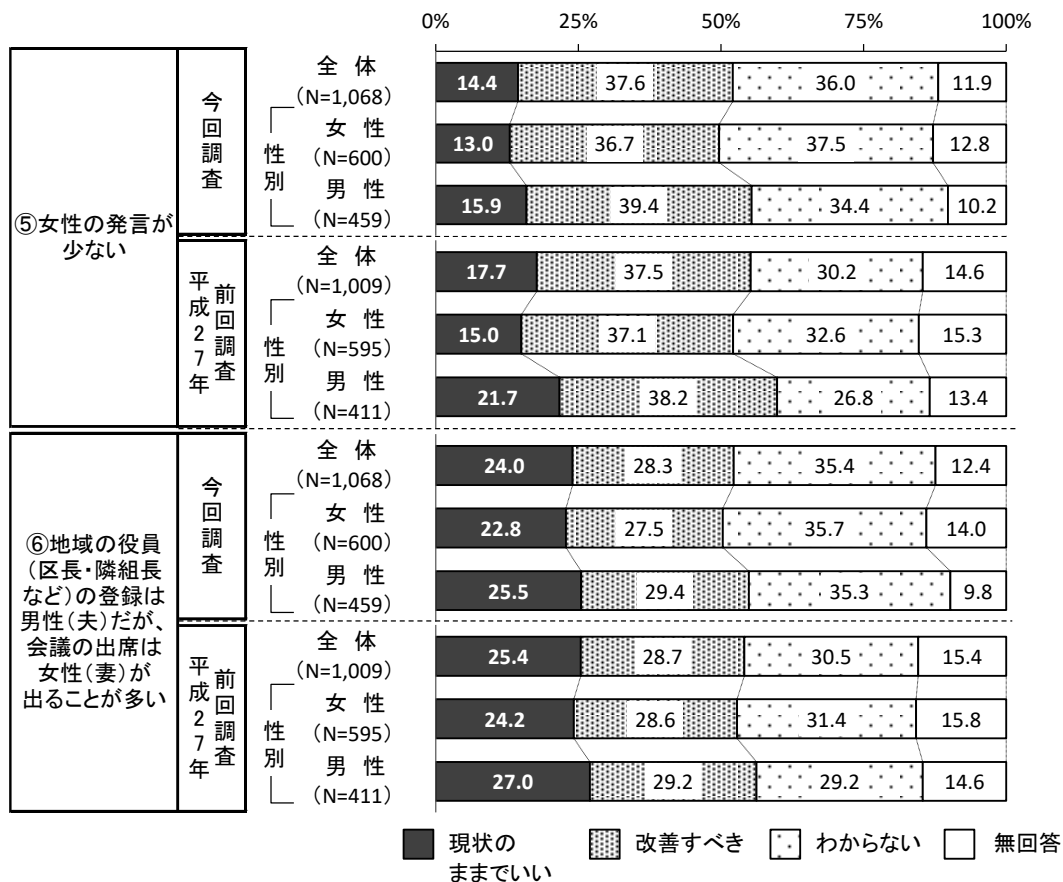 0% 25% 50% 75% 100%
⑤女性の発言が
少ない
今回調査
性別
全 体
(N=1,068)
14.4 37.6 36.0 11.9
女 性
(N=600)
13.0 36.7 37.5 12.8
男 性
(N=459)
15.9 39.4 34.4 10.2
前回調査
平成27年
性別
全 体
(N=1,009)
17.7 37.5 30.2 14.6
女 性
(N=595)
15.0 37.1 32.6 15.3
男 性
(N=411)
21.7 38.2 26.8 13.4
⑥地域の役員
(区長・隣組長
など)の登録は
男性(夫)だが、
会議の出席は
女性(妻)が
出ることが多い
今回調査
性別
全 体
(N=1,068)
24.0 28.3 35.4 12.4
女 性
(N=600)
22.8 27.5 35.7 14.0
男 性
(N=459)
25.5 29.4 35.3 9.8
前回調査
平成27年
性別
全 体
(N=1,009)
25.4 28.7 30.5 15.4
女 性
(N=595)
24.2 28.6 31.4 15.8
男 性
(N=411)
27.0 29.2 29.2 14.6
現状の
ままでいい
改善すべき
わからない
無回答